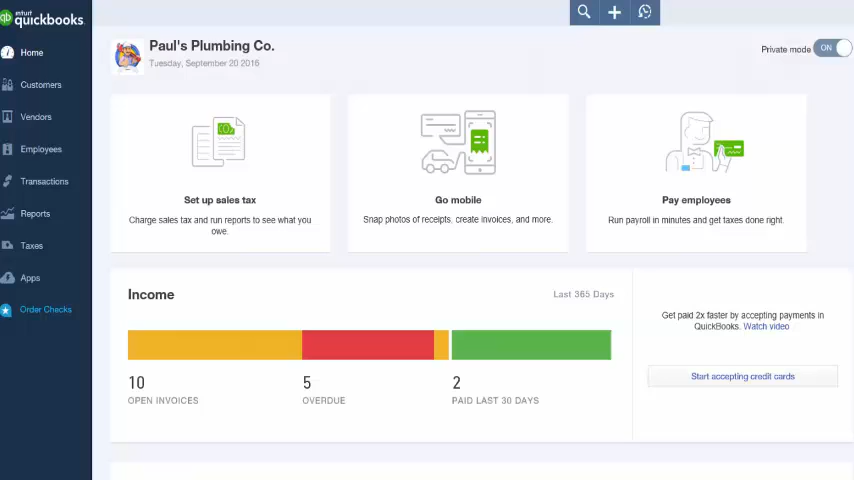 intuit
quickbooks.
Home
Customers
Vendors
Employees
Transactions
Reports
Taxes
Apps
Order Checks
Paul's Plumbing Co.
Tuesday, September 20 2016
Private mode
ON
Set up sales tax
Charge sales tax and run reports to see what you
owe.
Go mobile
Snap photos of receipts, create invoices, and more.
Pay employees
Run payroll in minutes and get taxes done right.
Income
Last 365 Days
10
OPEN INVOICES
5
OVERDUE
2
PAID LAST 30 DAYS
Get paid 2x faster by accepting payments in
QuickBooks. Watch video
Start accepting credit cards